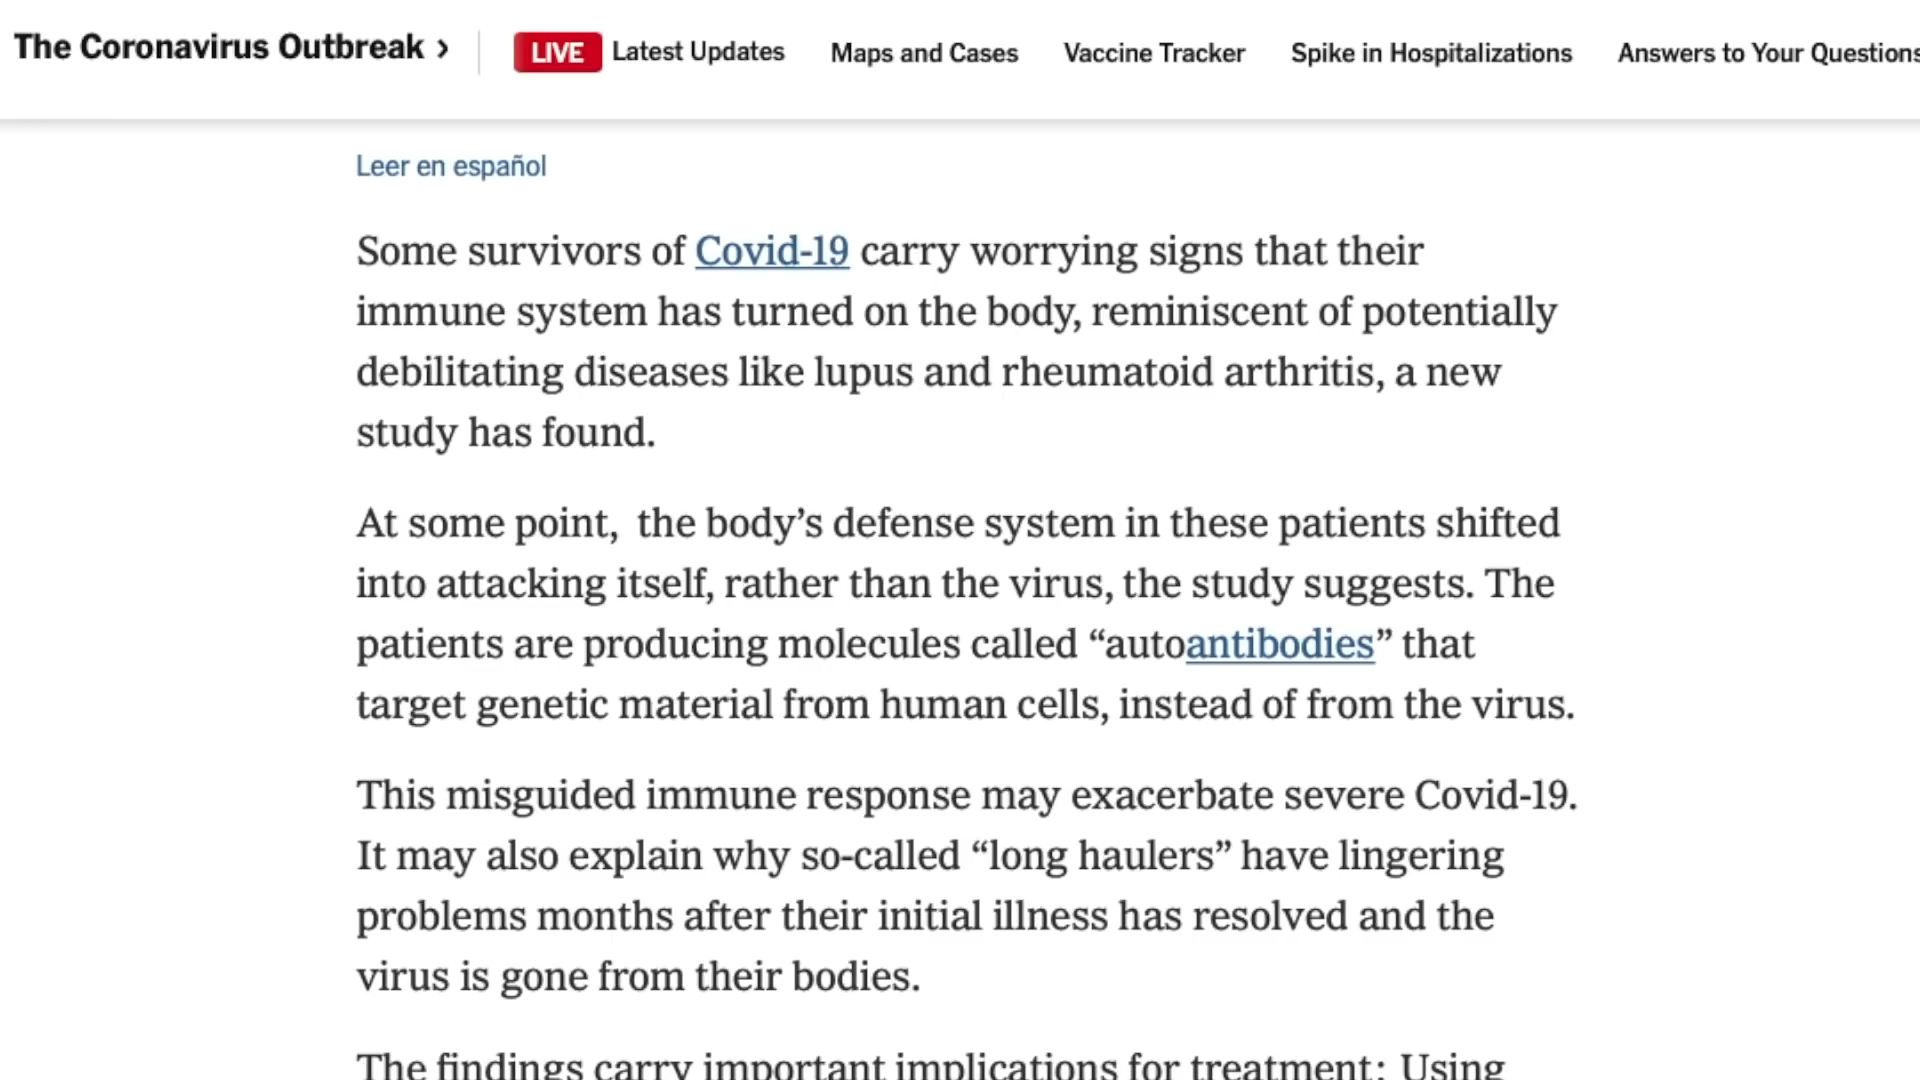 The Coronavirus Outbreak › LIVE Latest Updates Maps and Cases Vaccine Tracker Spike in Hospitalizations Answers to Your Questions
Leer en español
Some survivors of Covid-19 carry worrying signs that their
immune system has turned on the body, reminiscent of potentially
debilitating diseases like lupus and rheumatoid arthritis, a new
study has found.
At some point, the body’s defense system in these patients shifted
into attacking itself, rather than the virus, the study suggests. The
patients are producing molecules called “autoantibodies” that
target genetic material from human cells, instead of from the virus.
This misguided immune response may exacerbate severe Covid-19.
It may also explain why so-called “long haulers” have lingering
problems months after their initial illness has resolved and the
virus is gone from their bodies.
The findings carry important implications for treatment: Using